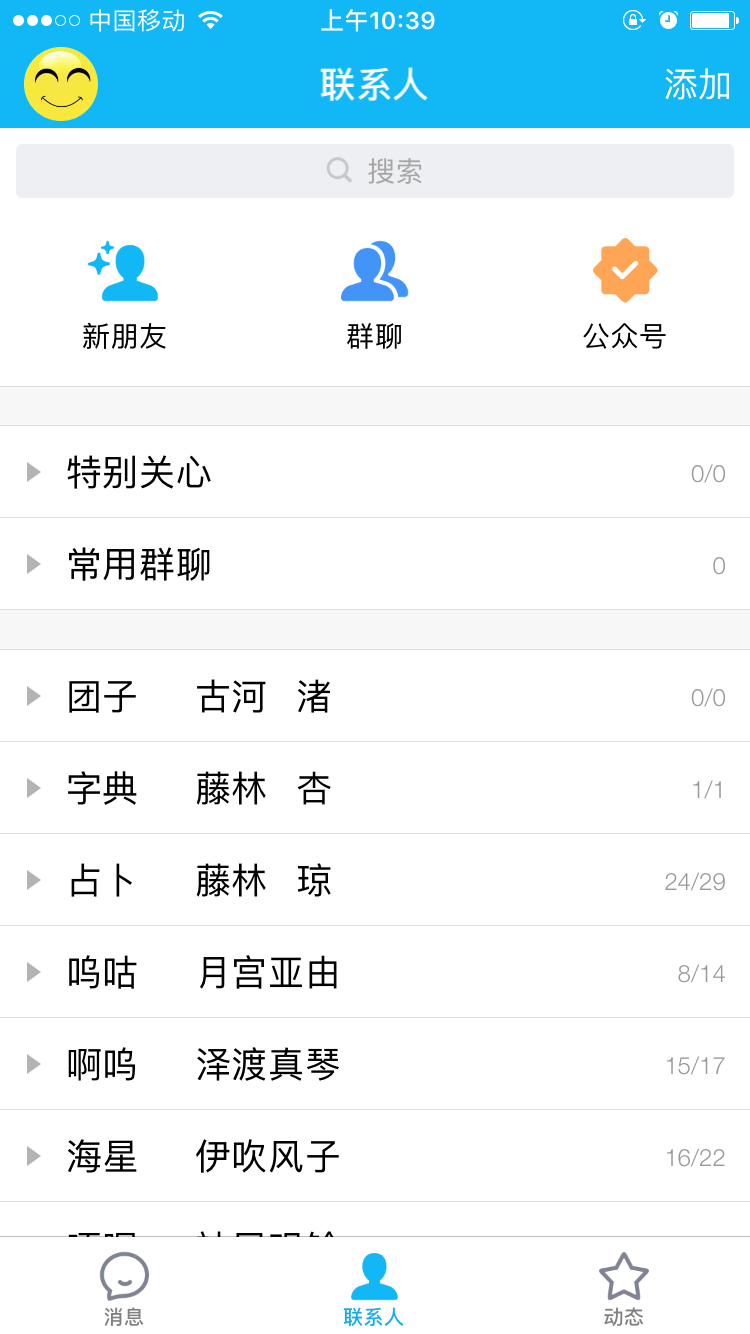 中国移动 上午10:39
联系人 添加
搜索
新朋友 群聊 公众号
特别关心 0/0
常用群聊 0
团子 古河 渚 0/0
字典 藤林 杏 1/1
占卜 藤林 琼 24/29
呜咕 月宫亚由 8/14
啊呜 泽渡真琴 15/17
海星 伊吹风子 16/22
消息 联系人 动态